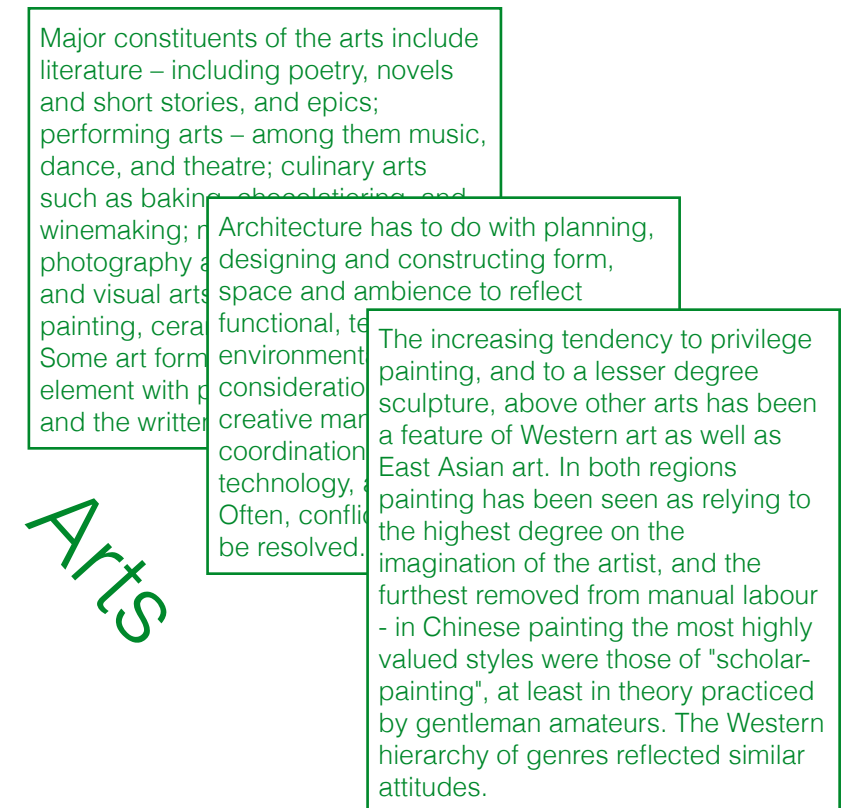 Major constituents of the arts include
literature – including poetry, novels
and short stories, and epics;
performing arts – among them music,
dance, and theatre; culinary arts
such as baking, chocolatiering, and
winemaking;
photography
and visual arts
painting,
Some art
element with
and the
Architecture has to do with planning,
designing and constructing form,
space and ambience to reflect
functional,
creative
coordination
technology,
Often,
be resolved.
The increasing tendency to privilege
painting, and to a lesser degree
sculpture, above other arts has been
a feature of Western art as well as
East Asian art. In both regions
painting has been seen as relying to
the highest degree on the
imagination of the artist, and the
furthest removed from manual labour
- in Chinese painting the most highly
valued styles were those of "scholar-
painting", at least in theory practiced
by gentleman amateurs. The Western
hierarchy of genres reflected similar
attitudes.
Arts